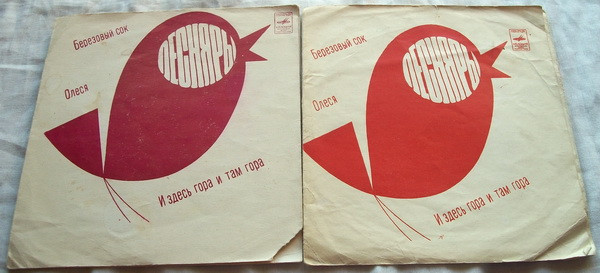 Березовый сок
ПЕСНЯРЫ
Олеся
И здесь гора и там гора
Березовый сок
ПЕСНЯРЫ
Олеся
И здесь гора и там гора